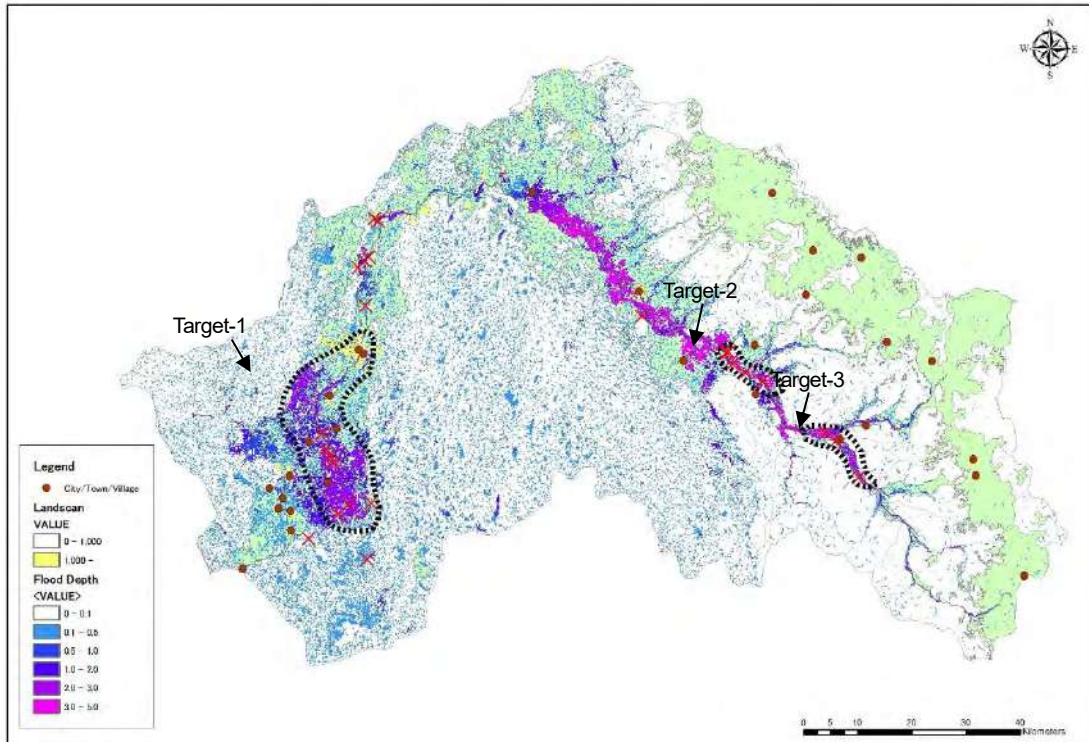 N
W E
S
Target-1
Target-2
Target-3
Legend
City/Town/Village
Landscan
VALUE
0 - 1,000
1,000 -
Flood Depth
<VALUE>
0 - 0.1
0.1 - 0.5
0.5 - 1.0
1.0 - 2.0
2.0 - 3.0
3.0 - 5.0
0 5 10 20 30 40
Kilometers